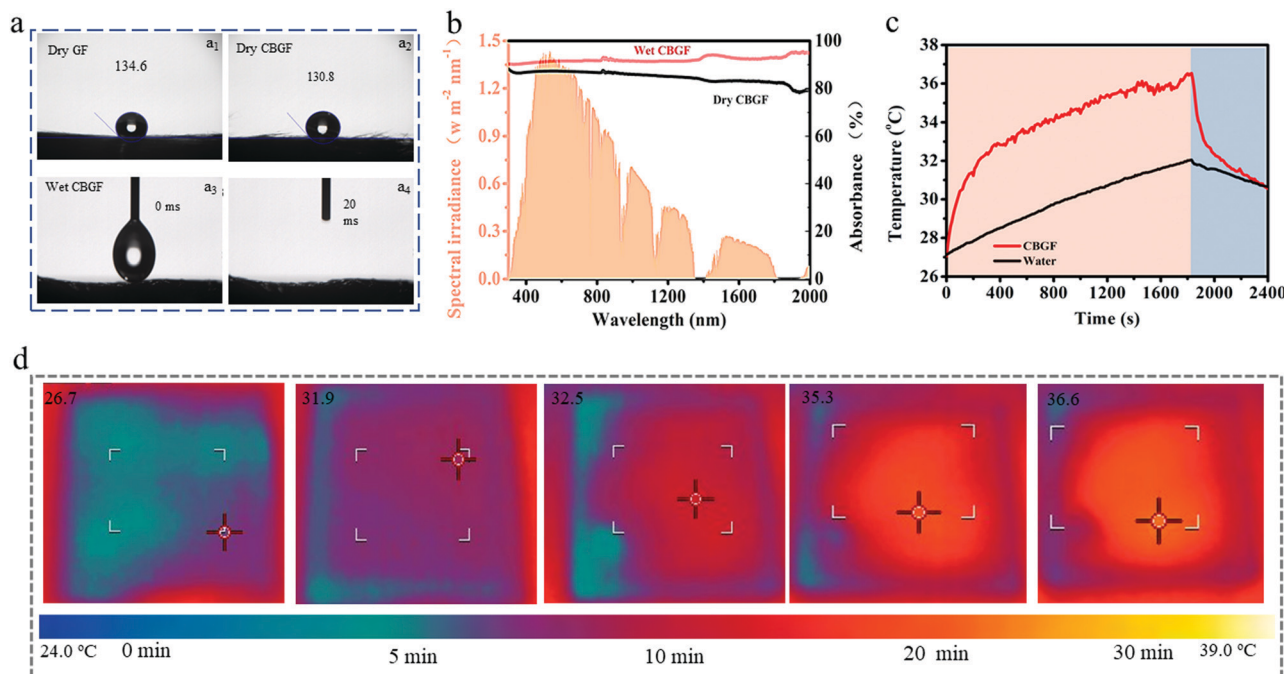 a
Dry GF
a1
134.6
Dry CBGF
a2
130.8
Wet CBGF
a3
0 ms
a4
20
ms
b
Spectral irradiance ( w m⁻² nm⁻¹)
1.5
1.2
0.9
0.6
0.3
0.0
Wet CBGF
Dry CBGF
100
80
60
40
20
0
Absorbance (%)
400
800
1200
1600
2000
Wavelength (nm)
c
Temperature (°C)
38
36
34
32
30
28
26
CBGF
Water
0
400
800
1200
1600
2000
2400
Time (s)
d
26.7
31.9
32.5
35.3
36.6
24.0 °C
0 min
5 min
10 min
20 min
30 min
39.0 °C